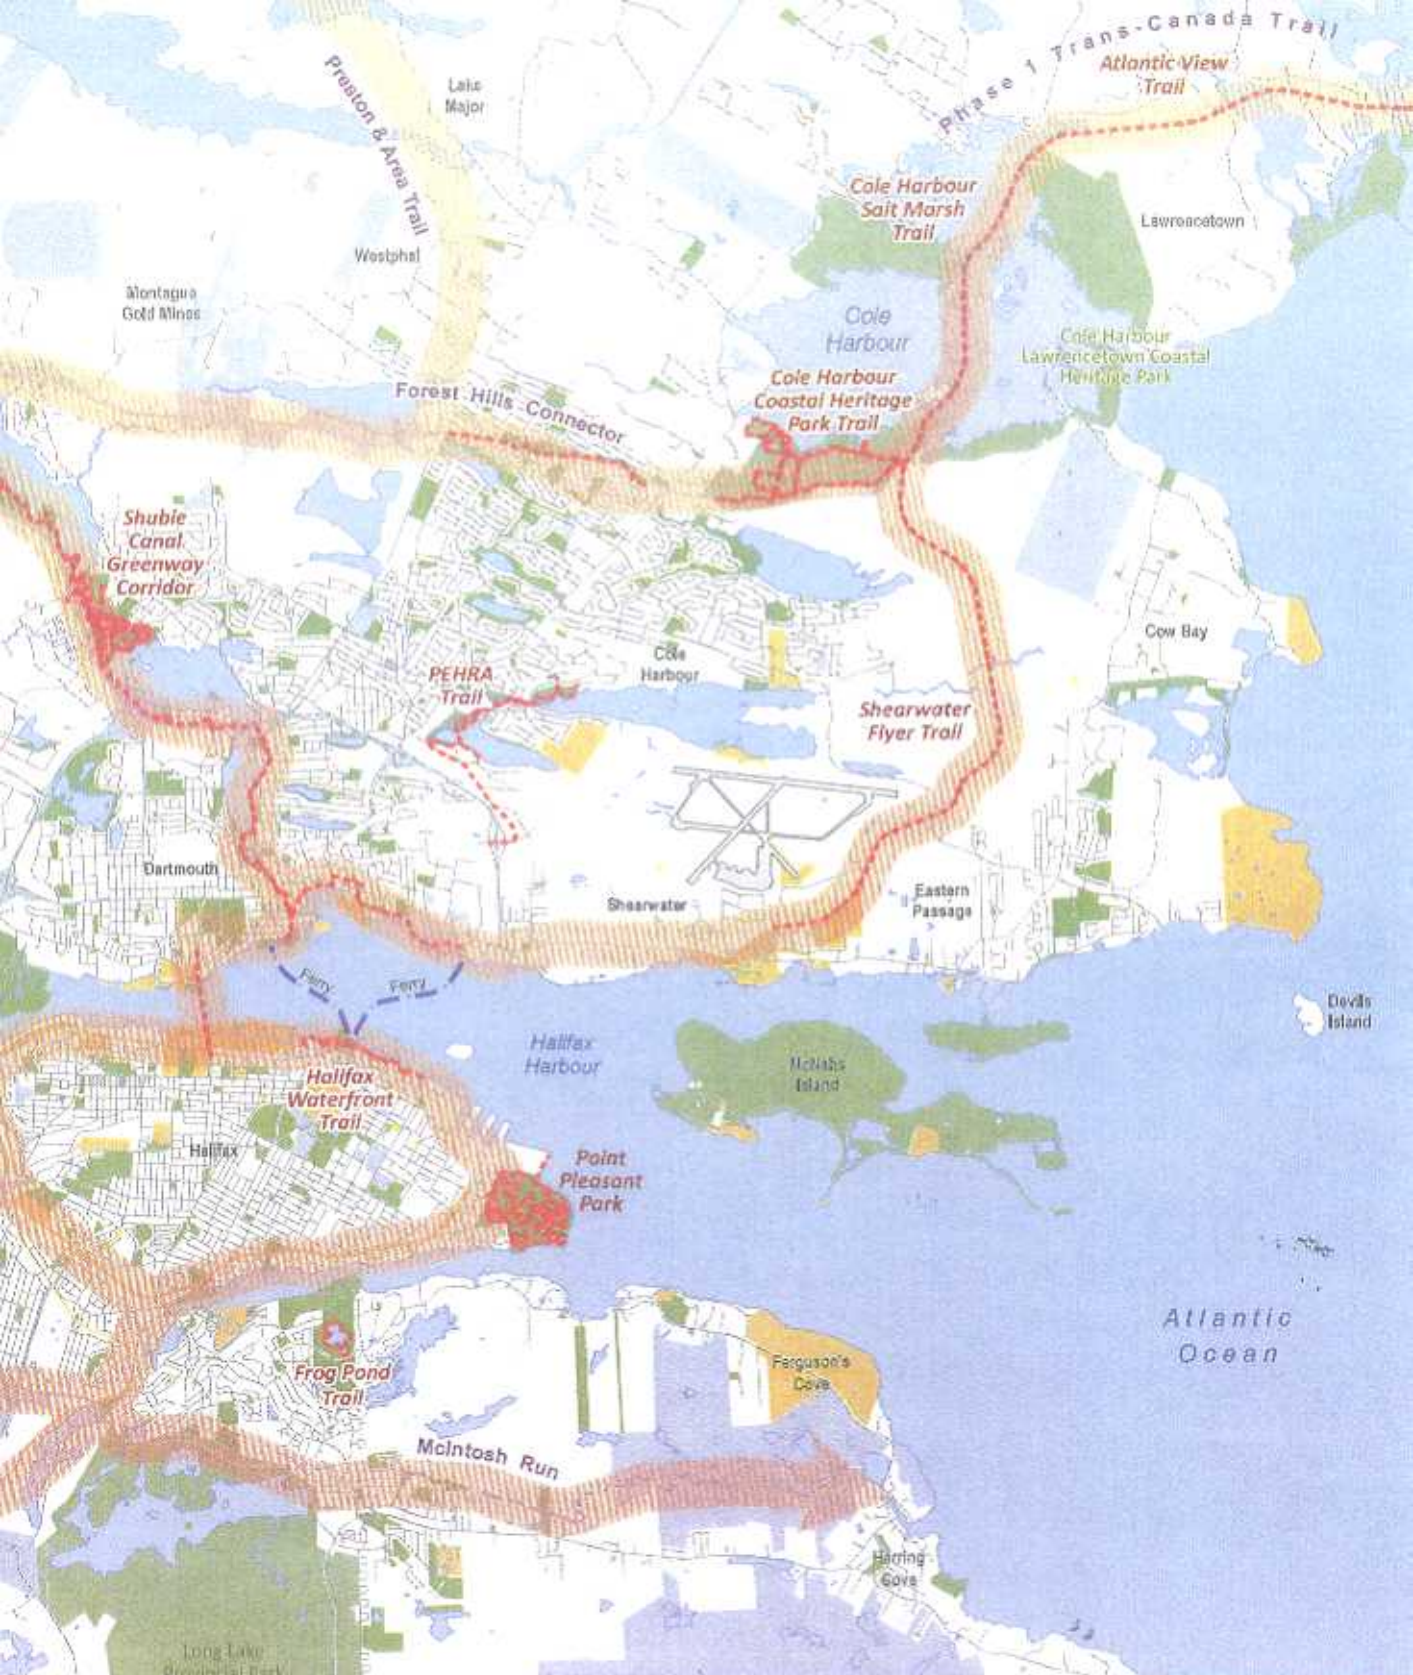 Phase 1 Trans-Canada Trail
Preston & Area Trail
Lake
Major
Atlantic View
Trail
Cole Harbour
Salt Marsh
Trail
Lawrencetown
Westphal
Montague
Gold Mines
Cole
Harbour
Cole Harbour
Lawrencetown Coastal
Heritage Park
Cole Harbour
Coastal Heritage
Park Trail
Forest Hills Connector
Shubie
Canal
Greenway
Corridor
Cow Bay
Cole
Harbour
PEHRA
Trail
Shearwater
Flyer Trail
Dartmouth
Shearwater
Eastern
Passage
Ferry
Ferry
Devils
Island
Halifax
Harbour
McNabs
Island
Halifax
Waterfront
Trail
Halifax
Point
Pleasant
Park
Atlantic
Ocean
Frog Pond
Trail
Ferguson's
Cove
McIntosh Run
Herring
Cove
Long Lake
Provincial Park